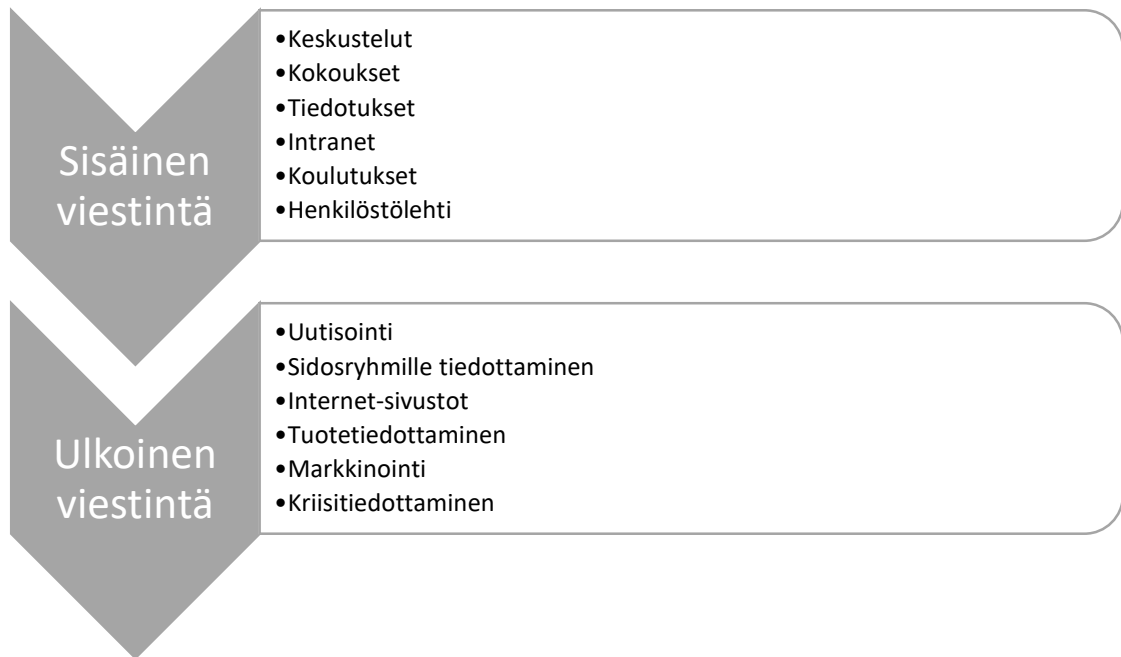 Sisäinen
viestintä
•Keskustelut
•Kokoukset
•Tiedotukset
•Intranet
•Koulutukset
•Henkilöstölehti
Ulkoinen
viestintä
•Uutisointi
•Sidosryhmille tiedottaminen
•Internet-sivustot
•Tuotetiedottaminen
•Markkinointi
•Kriisitiedottaminen